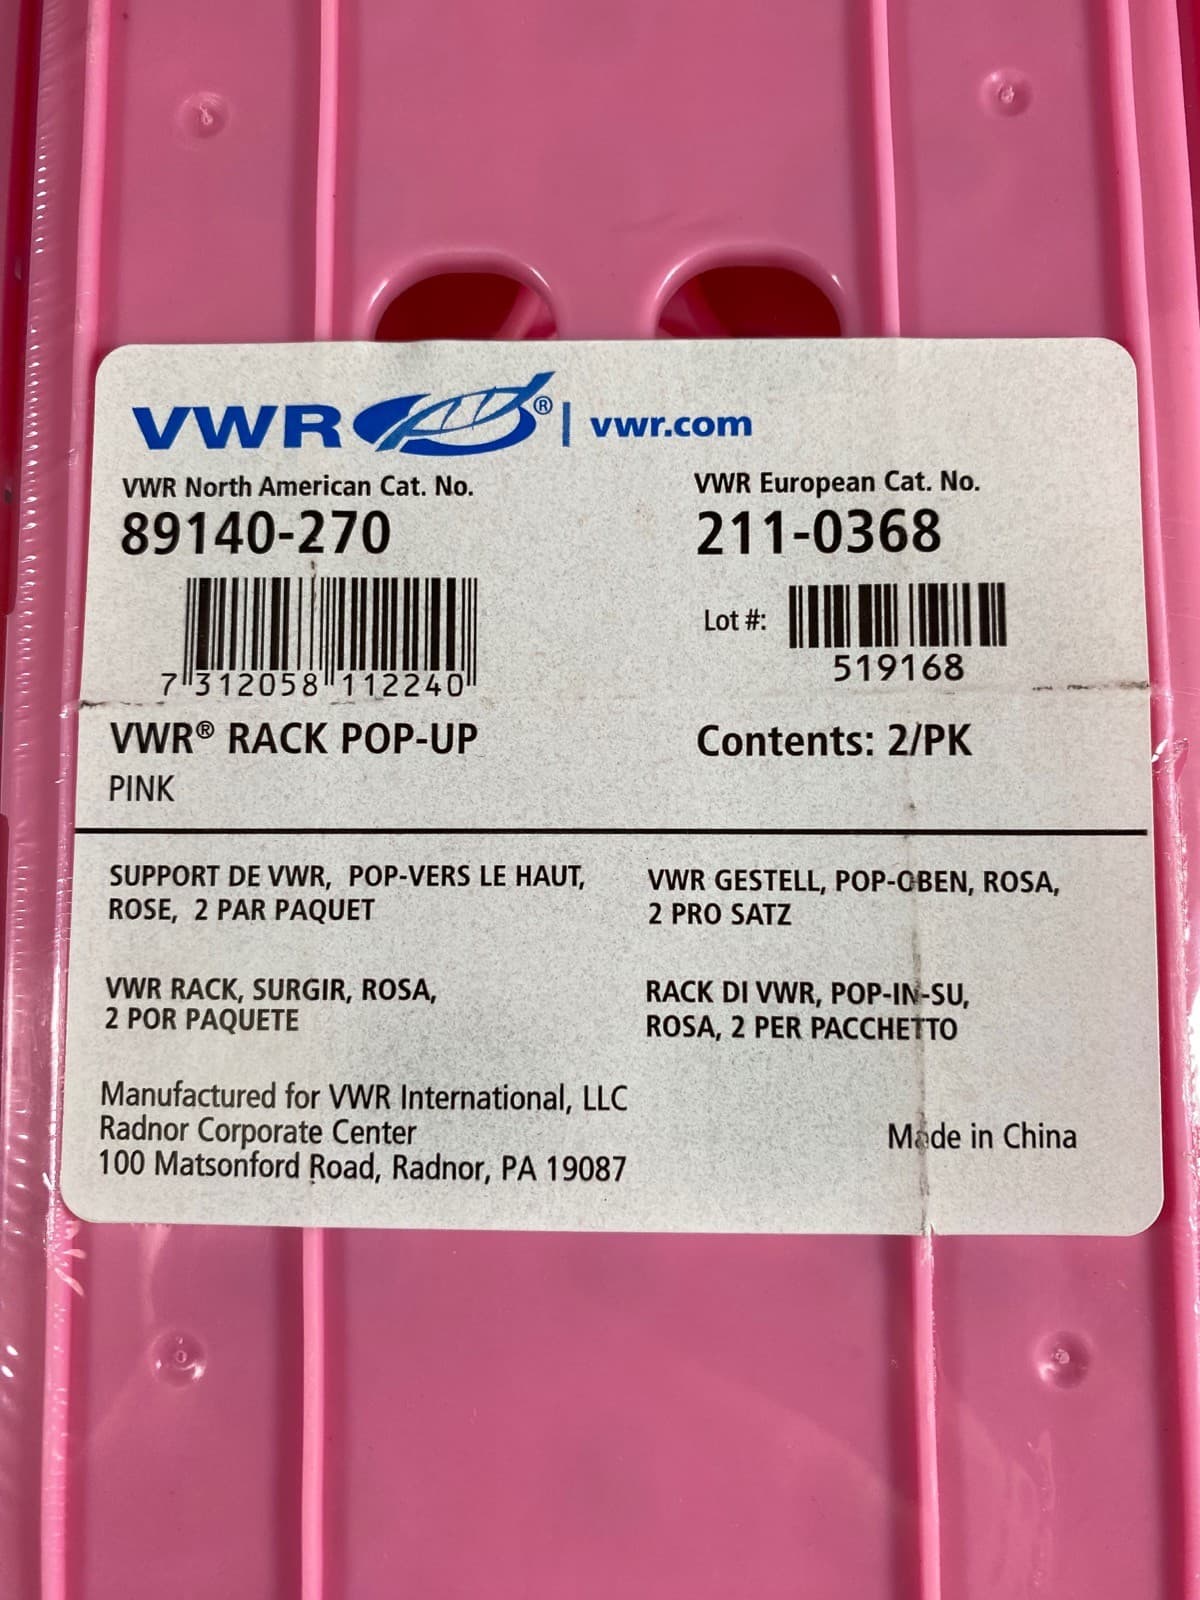 VWR® | vwr.com
VWR North American Cat. No.
89140-270
7 312058 112240
VWR European Cat. No.
211-0368
Lot #:
519168
VWR® RACK POP-UP
PINK
Contents: 2/PK
SUPPORT DE VWR, POP-VERS LE HAUT,
ROSE, 2 PAR PAQUET
VWR GESTELL, POP-OBEN, ROSA,
2 PRO SATZ
VWR RACK, SURGIR, ROSA,
2 POR PAQUETE
RACK DI VWR, POP-IN-SU,
ROSA, 2 PER PACCHETTO
Manufactured for VWR International, LLC
Radnor Corporate Center
100 Matsonford Road, Radnor, PA 19087
Made in China